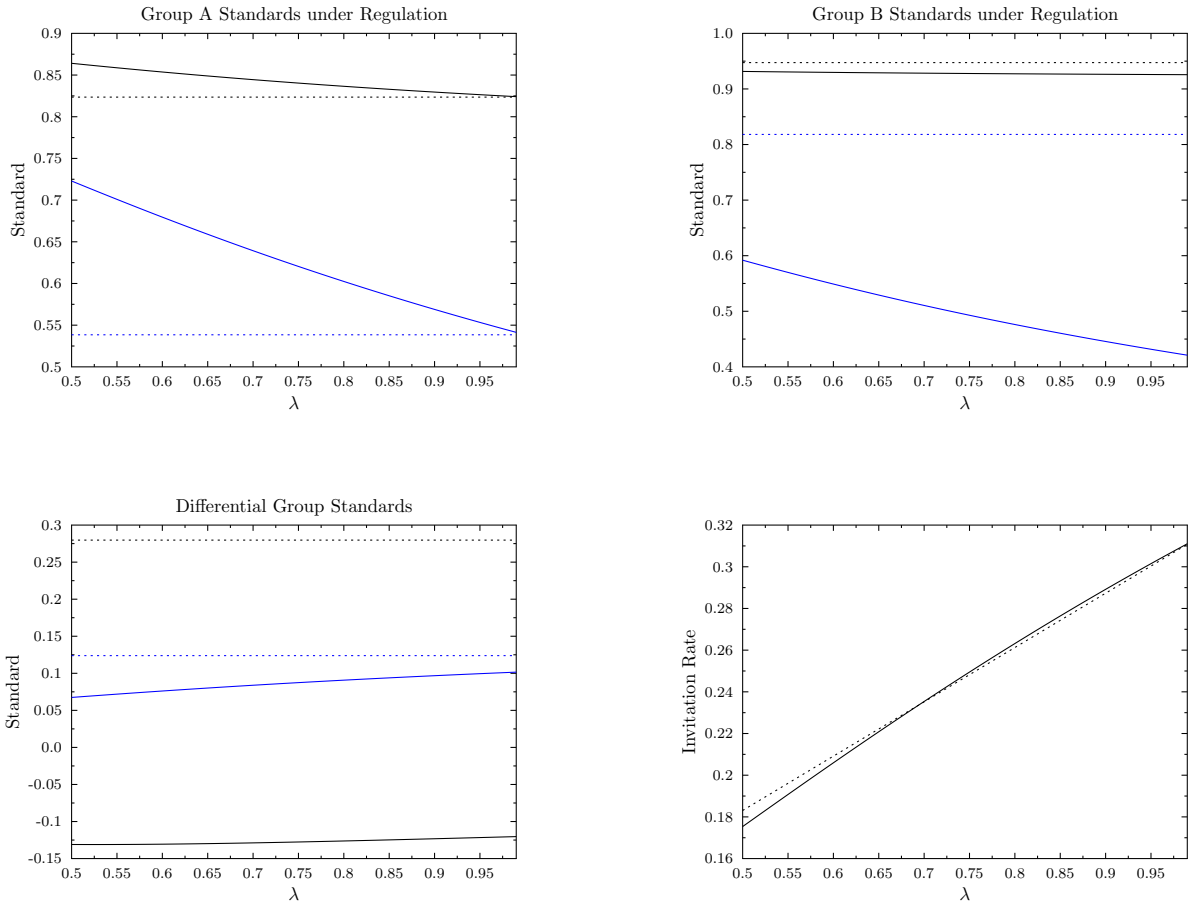 Group A Standards under Regulation
0.9
0.85
0.8
0.75
0.7
0.65
0.6
0.55
0.5
Standard
0.5 0.55 0.6 0.65 0.7 0.75 0.8 0.85 0.9 0.95
λ
Group B Standards under Regulation
1.0
0.9
0.8
0.7
0.6
0.5
0.4
Standard
0.5 0.55 0.6 0.65 0.7 0.75 0.8 0.85 0.9 0.95
λ
Differential Group Standards
0.3
0.25
0.2
0.15
0.1
0.05
0.0
-0.05
-0.1
-0.15
Standard
0.5 0.55 0.6 0.65 0.7 0.75 0.8 0.85 0.9 0.95
λ
0.32
0.3
0.28
0.26
0.24
0.22
0.2
0.18
0.16
Invitation Rate
0.5 0.55 0.6 0.65 0.7 0.75 0.8 0.85 0.9 0.95
λ